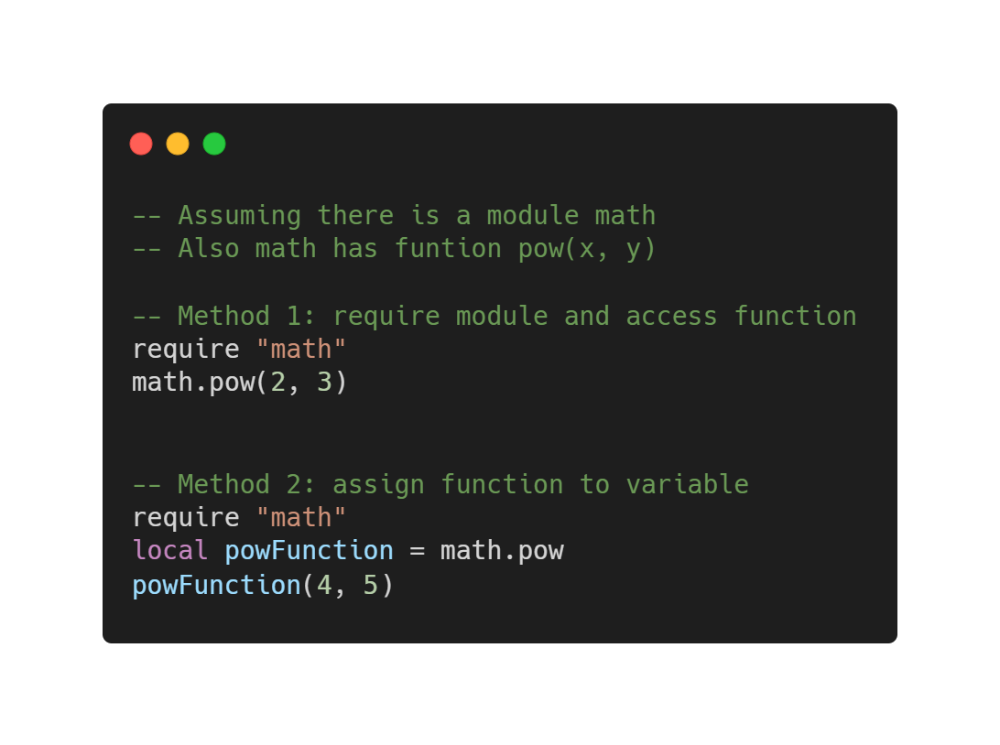 -- Assuming there is a module math
-- Also math has funtion pow(x, y)
-- Method 1: require module and access function
require "math"
math.pow(2, 3)
-- Method 2: assign function to variable
require "math"
local powFunction = math.pow
powFunction(4, 5)